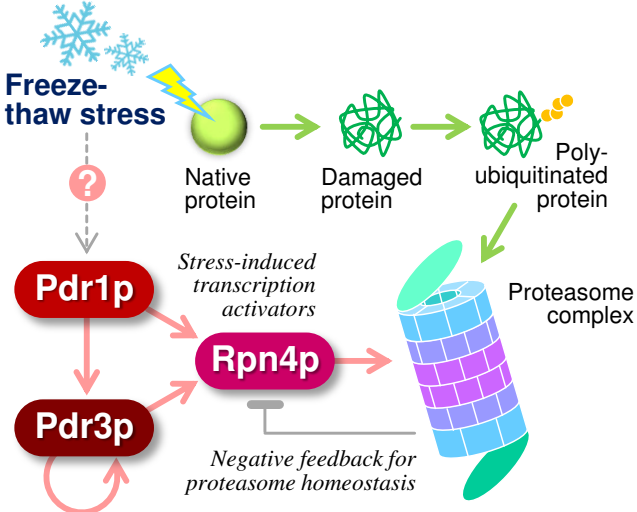 Freeze-
thaw stress
Native
protein
Damaged
protein
Poly-
ubiquitinated
protein
?
Stress-induced
transcription
activators
Pdr1p
Proteasome
complex
Rpn4p
Pdr3p
Negative feedback for
proteasome homeostasis